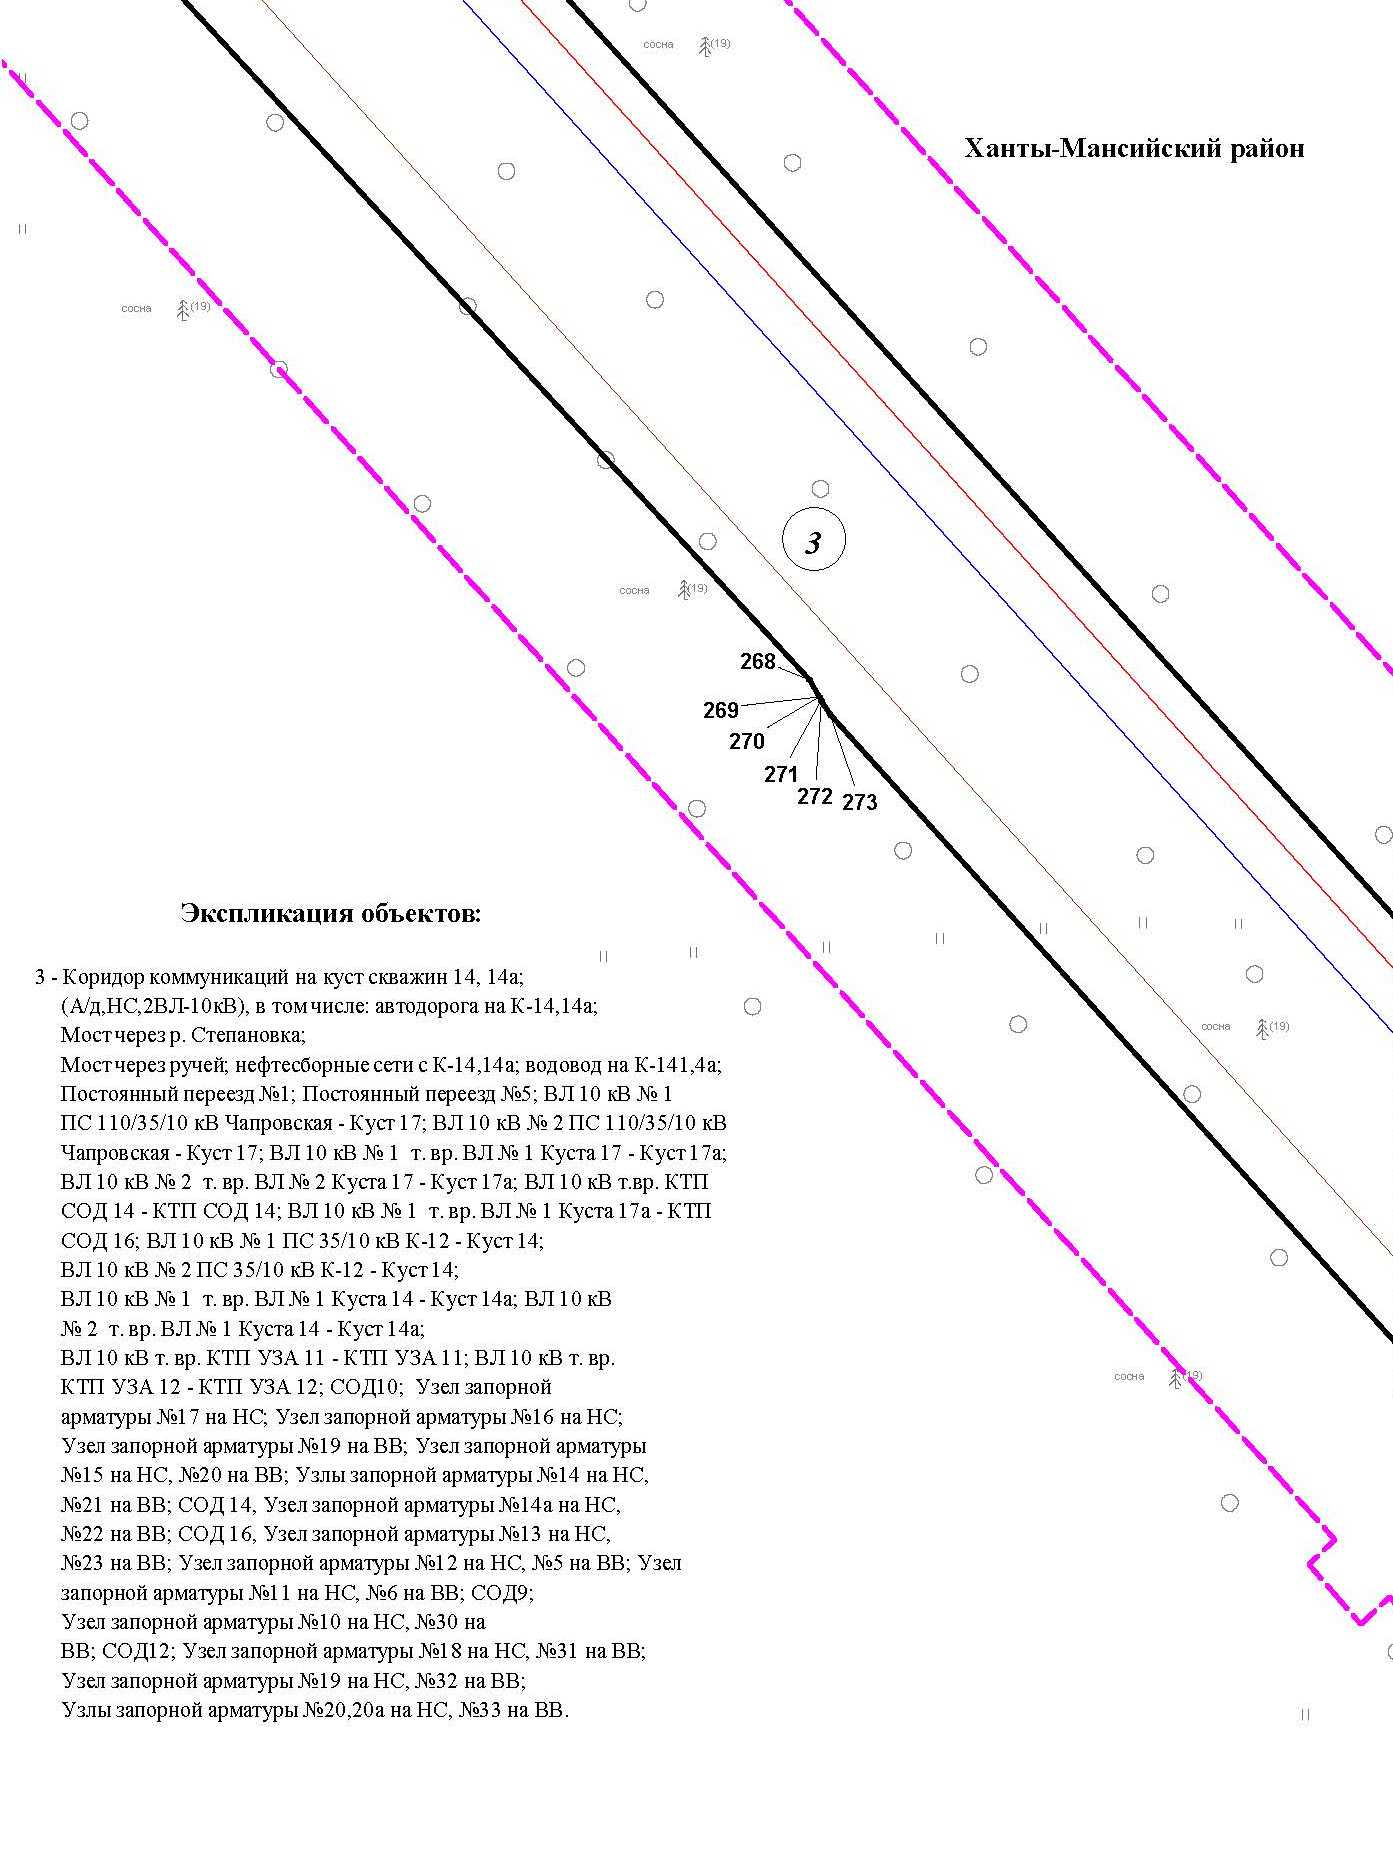 сосна (19)
Ханты-Мансийский район
сосна (19)
3
сосна (19)
268
269
270
271
272
273
Экспликация объектов:
3 - Коридор коммуникаций на куст скважин 14, 14а;
(А/д,НС,2ВЛ-10кВ), в том числе: автодорога на К-14,14а;
Мост через р. Степановка;
Мост через ручей; нефтесборные сети с К-14,14а; водовод на К-141,4а;
Постоянный переезд №1; Постоянный переезд №5; ВЛ 10 кВ № 1
ПС 110/35/10 кВ Чапровская - Куст 17; ВЛ 10 кВ № 2 ПС 110/35/10 кВ
Чапровская - Куст 17; ВЛ 10 кВ № 1 т. вр. ВЛ № 1 Куста 17 - Куст 17а;
ВЛ 10 кВ № 2 т. вр. ВЛ № 2 Куста 17 - Куст 17а; ВЛ 10 кВ т.вр. КТП
СОД 14 - КТП СОД 14; ВЛ 10 кВ № 1 т. вр. ВЛ № 1 Куста 17а - КТП
СОД 16; ВЛ 10 кВ № 1 ПС 35/10 кВ К-12 - Куст 14;
ВЛ 10 кВ № 2 ПС 35/10 кВ К-12 - Куст 14;
ВЛ 10 кВ № 1 т. вр. ВЛ № 1 Куста 14 - Куст 14а; ВЛ 10 кВ
№ 2 т. вр. ВЛ № 1 Куста 14 - Куст 14а;
ВЛ 10 кВ т. вр. КТП УЗА 11 - КТП УЗА 11; ВЛ 10 кВ т. вр.
КТП УЗА 12 - КТП УЗА 12; СОД10; Узел запорной
арматуры №17 на НС; Узел запорной арматуры №16 на НС;
Узел запорной арматуры №19 на ВВ; Узел запорной арматуры
№15 на НС, №20 на ВВ; Узлы запорной арматуры №14 на НС,
№21 на ВВ; СОД 14, Узел запорной арматуры №14а на НС,
№22 на ВВ; СОД 16, Узел запорной арматуры №13 на НС,
№23 на ВВ; Узел запорной арматуры №12 на НС, №5 на ВВ; Узел
запорной арматуры №11 на НС, №6 на ВВ; СОД9;
Узел запорной арматуры №10 на НС, №30 на
ВВ; СОД12; Узел запорной арматуры №18 на НС, №31 на ВВ;
Узел запорной арматуры №19 на НС, №32 на ВВ;
Узлы запорной арматуры №20,20а на НС, №33 на ВВ.
сосна (19)
сосна (19)